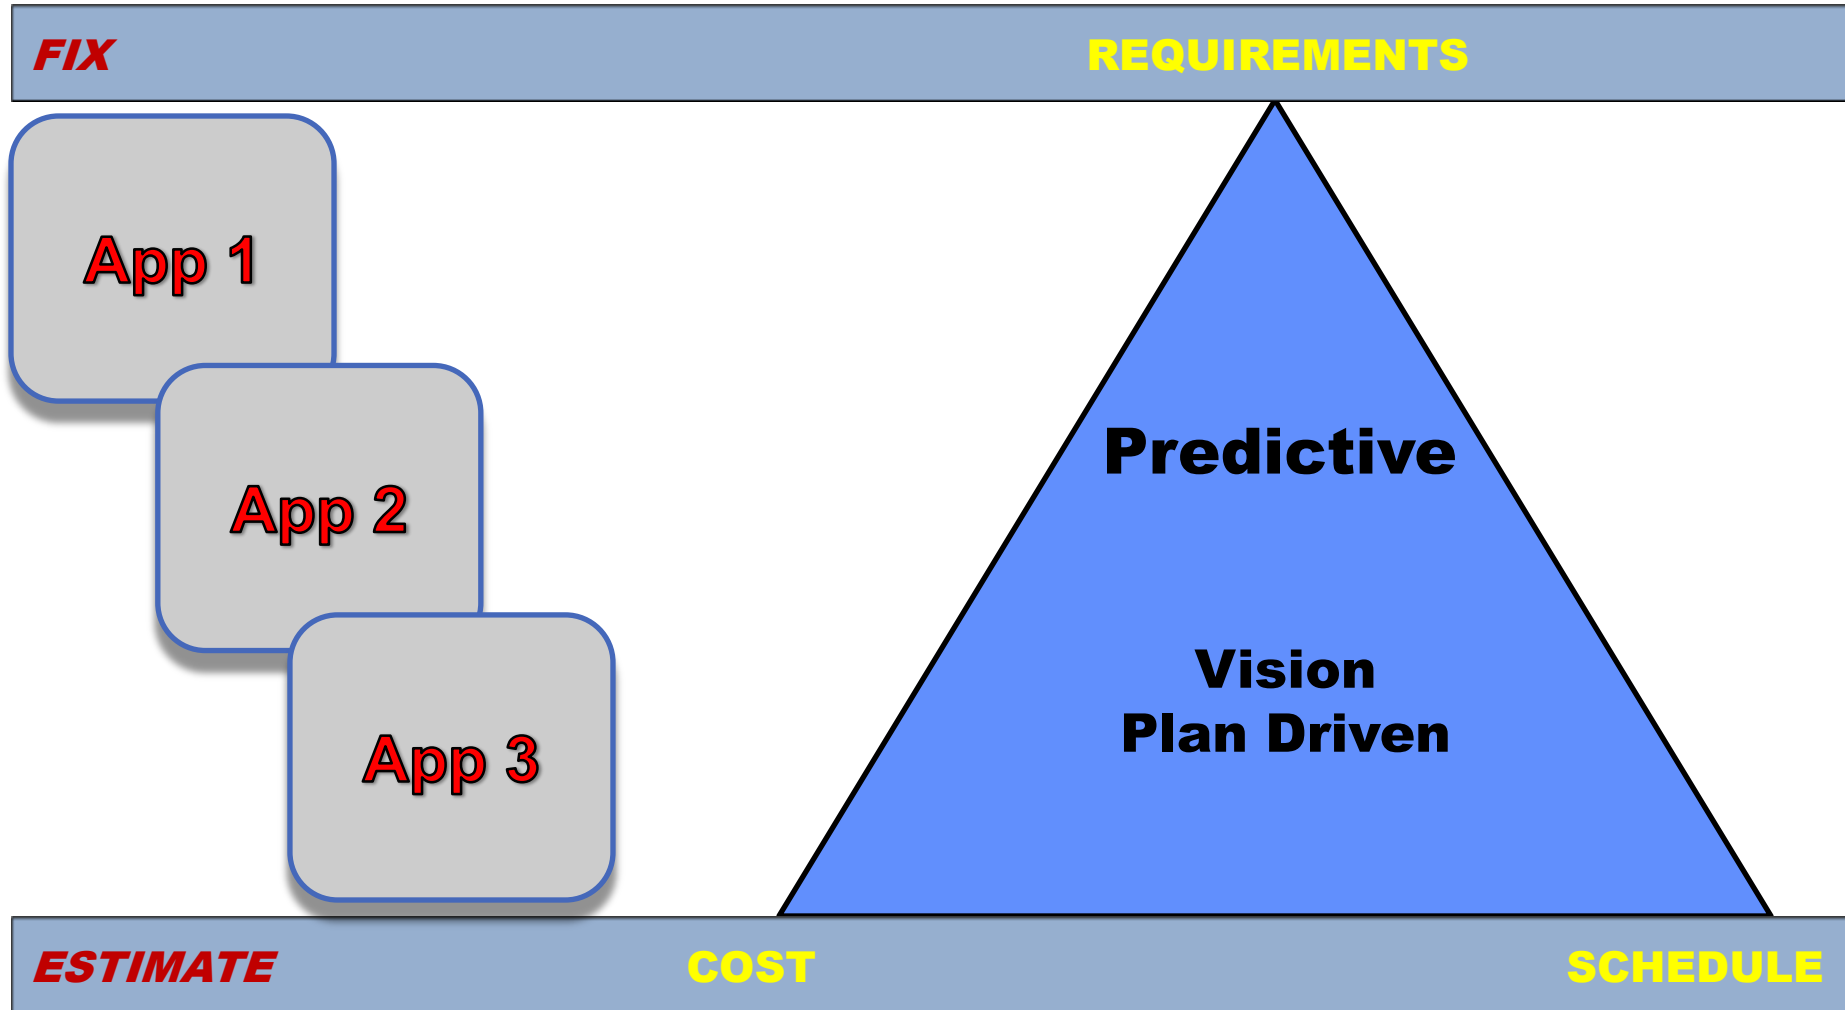 FIX
REQUIREMENTS
App 1
App 2
App 3
Predictive
Vision
Plan Driven
ESTIMATE
COST
SCHEDULE